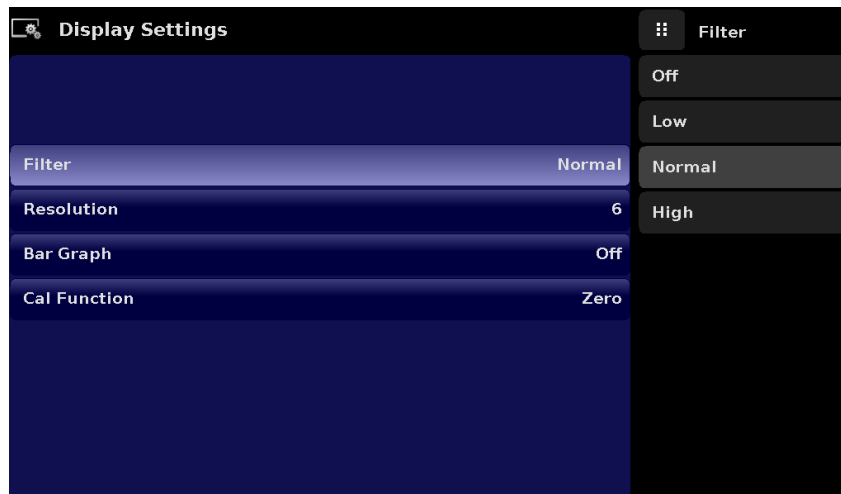 Display Settings
Filter Normal
Resolution 6
Bar Graph Off
Cal Function Zero
Filter
Off
Low
Normal
High